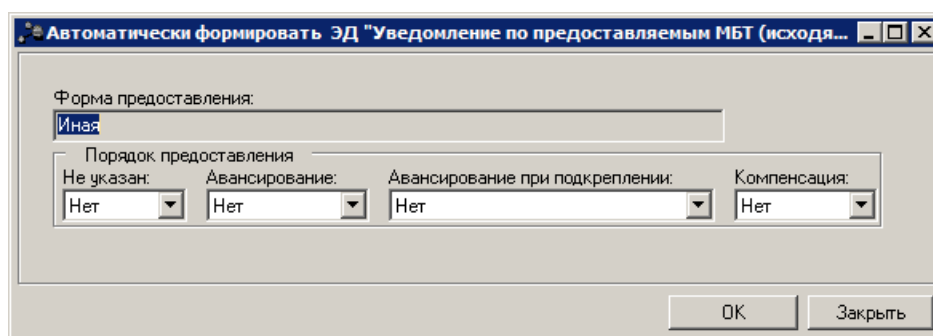 Автоматически формировать ЭД "Уведомление по предоставляемым МБТ (исходя...
Форма предоставления:
Иная
Порядок предоставления
Не указан: Авансирование: Авансирование при подкреплении: Компенсация:
Нет Нет Нет Нет
OK Закрыть